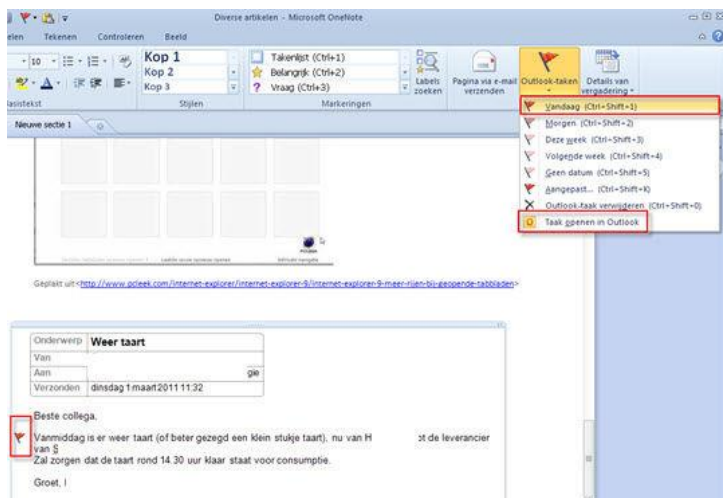 Diverse artikelen - Microsoft OneNote
elen Tekenen Controleren Beeld
10
Kop 1
Kop 2
Kop 3
Takenlijst (Ctrl+1)
Belangrijk (Ctrl+2)
Vraag (Ctrl+3)
Labels zoeken
Pagina via e-mail verzenden
Outlook-taken
Details van vergadering
Basistekst Stijlen Markeringen
Vandaag (Ctrl+Shift+1)
Morgen (Ctrl+Shift+2)
Deze week (Ctrl+Shift+3)
Volgende week (Ctrl+Shift+4)
Geen datum (Ctrl+Shift+5)
Aangepast... (Ctrl+Shift+K)
Outlook-taak verwijderen (Ctrl+Shift+0)
Taak openen in Outlook
Nieuwe sectie 1
Geplakt uit <http://www.pcleek.com/internet-explorer/internet-explorer-9/internet-explorer-9-meer-rijen-bij-geopende-tabbladen>
Onderwerp Weer taart
Van
Aan gie
Verzonden dinsdag 1 maart 2011 11:32
Beste collega,
Vanmiddag is er weer taart (of beter gezegd een klein stukje taart), nu van H ot de leverancier
van S
Zal zorgen dat de taart rond 14.30 uur klaar staat voor consumptie.
Groet, I